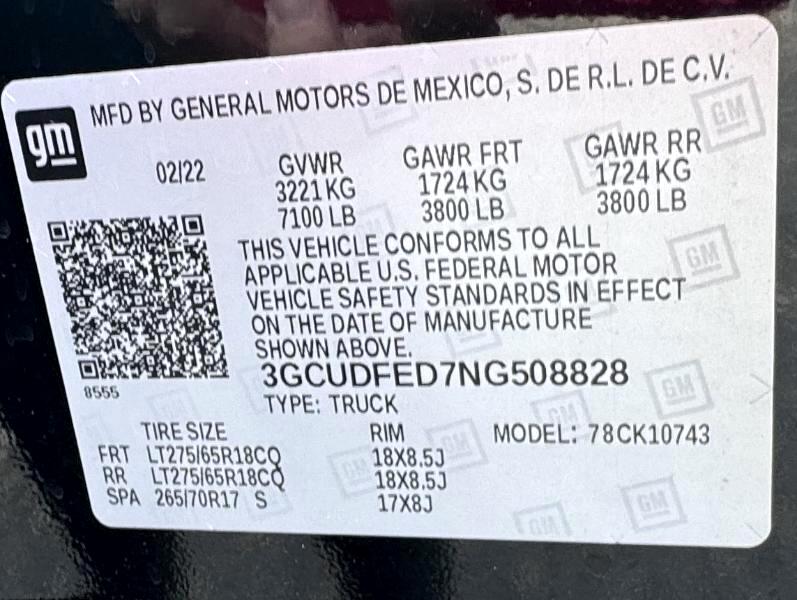 gm
MFD BY GENERAL MOTORS DE MEXICO, S. DE R.L. DE C.V.
02/22 GVWR GAWR FRT GAWR RR
3221 KG 1724 KG 1724 KG
7100 LB 3800 LB 3800 LB
THIS VEHICLE CONFORMS TO ALL
APPLICABLE U.S. FEDERAL MOTOR
VEHICLE SAFETY STANDARDS IN EFFECT
ON THE DATE OF MANUFACTURE
SHOWN ABOVE.
8555
3GCUDFED7NG508828
TYPE: TRUCK
TIRE SIZE RIM MODEL: 78CK10743
FRT LT275/65R18CQ 18X8.5J
RR LT275/65R18CQ 18X8.5J
SPA 265/70R17 S 17X8J